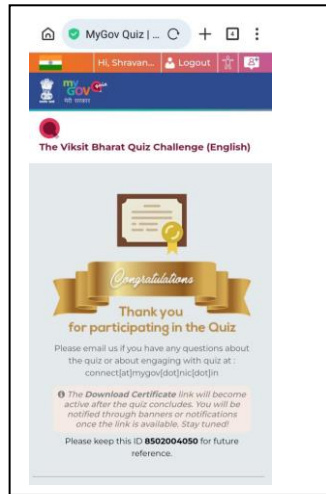 MyGov Quiz | ...
4
Hi, Shravan... Logout
my
GOV
मेरी सरकार
The Viksit Bharat Quiz Challenge (English)
Congratulations
Thank you
for participating in the Quiz
Please email us if you have any questions about
the quiz or about engaging with quiz at :
connect[at]mygov[dot]nic[dot]in
The Download Certificate link will become
active after the quiz concludes. You will be
notified through banners or notifications
once the link is available. Stay tuned!
Please keep this ID 8502004050 for future
reference.